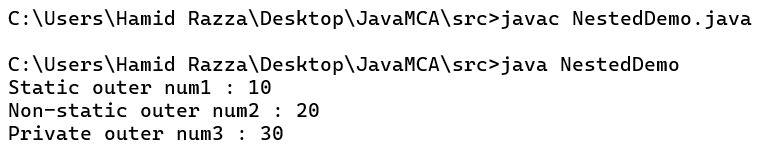 C:\Users\Hamid Razza\Desktop\JavaMCA\src>javac NestedDemo.java
C:\Users\Hamid Razza\Desktop\JavaMCA\src>java NestedDemo
Static outer num1 : 10
Non-static outer num2 : 20
Private outer num3 : 30